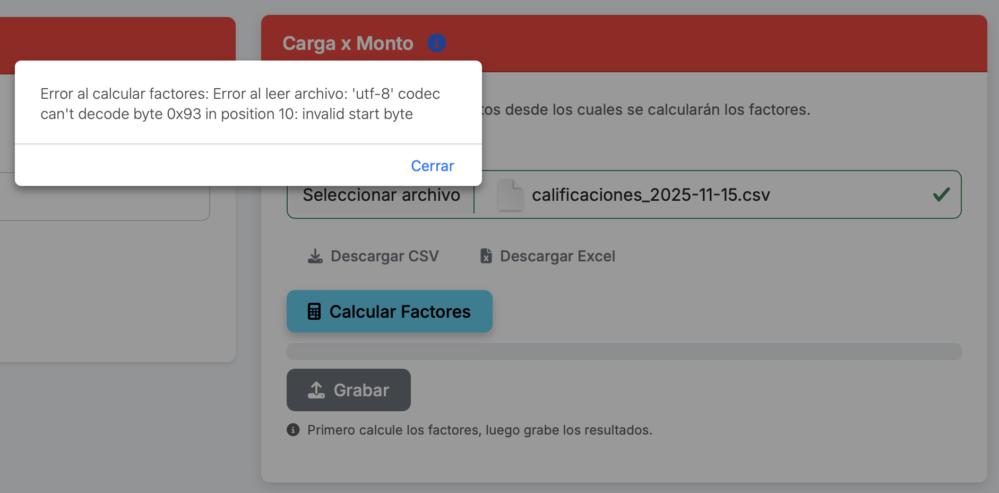 Carga x Monto
Error al calcular factores: Error al leer archivo: 'utf-8' codec
can't decode byte 0x93 in position 10: invalid start byte
Cerrar
desde los cuales se calcularán los factores.
Seleccionar archivo calificaciones_2025-11-15.csv
Descargar CSV Descargar Excel
Calcular Factores
Grabar
Primero calcule los factores, luego grabe los resultados.